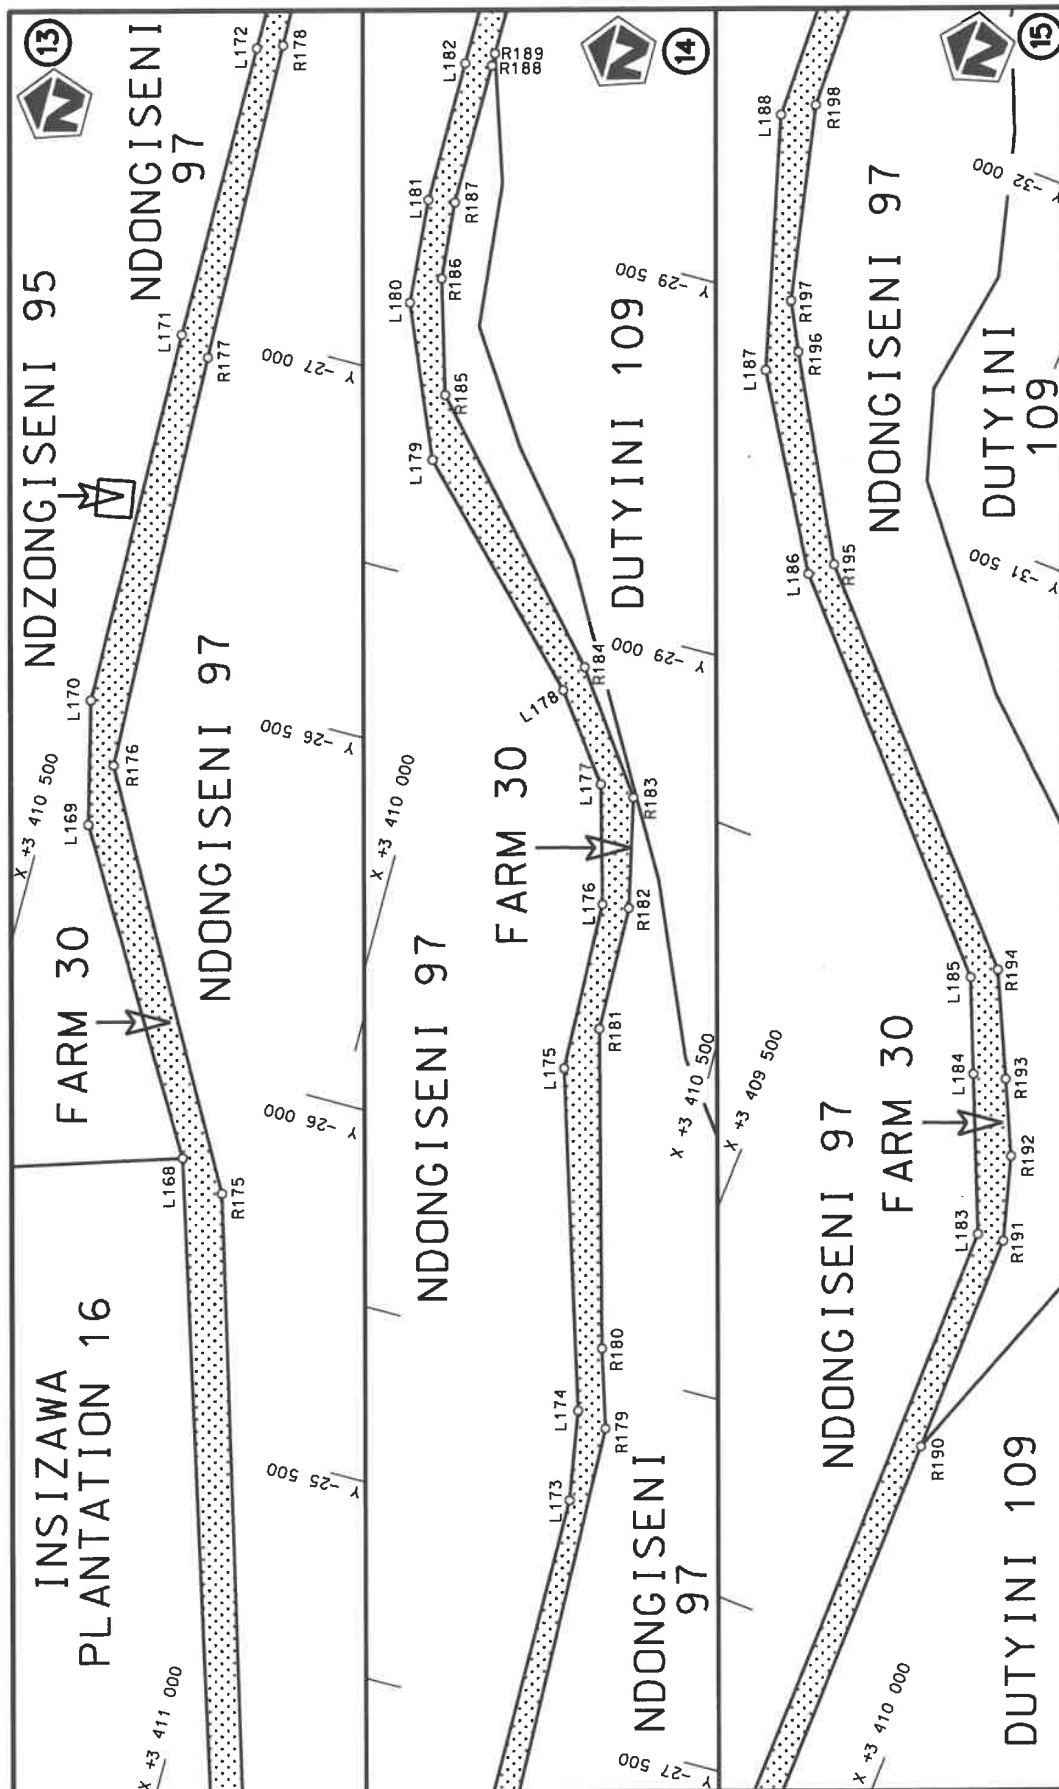 13
N
INSIZAWA
PLANTATION 16
FARM 30
NDZONGISENI 95
NDONGISENI
97
NDONGISENI 97
L168
L169
L170
L171
L172
R175
R176
R177
R178
X +3 411 000
X +3 410 500
Y -25 500
Y -26 000
Y -26 500
Y -27 000
14
N
NDONGISENI 97
FARM 30
DUTYINI 109
NDONGISENI
97
L173
L174
L175
L176
L177
L178
L179
L180
L181
L182
R179
R180
R181
R182
R183
R184
R185
R186
R187
R188
R189
X +3 410 000
X +3 410 500
Y -27 500
Y -29 000
Y -29 500
15
N
NDONGISENI 97
FARM 30
NDONGISENI 97
DUTYINI
109
DUTYINI 109
L183
L184
L185
L186
L187
L188
R190
R191
R192
R193
R194
R195
R196
R197
R198
X +3 410 000
X +3 409 500
Y -31 500
Y -32 000